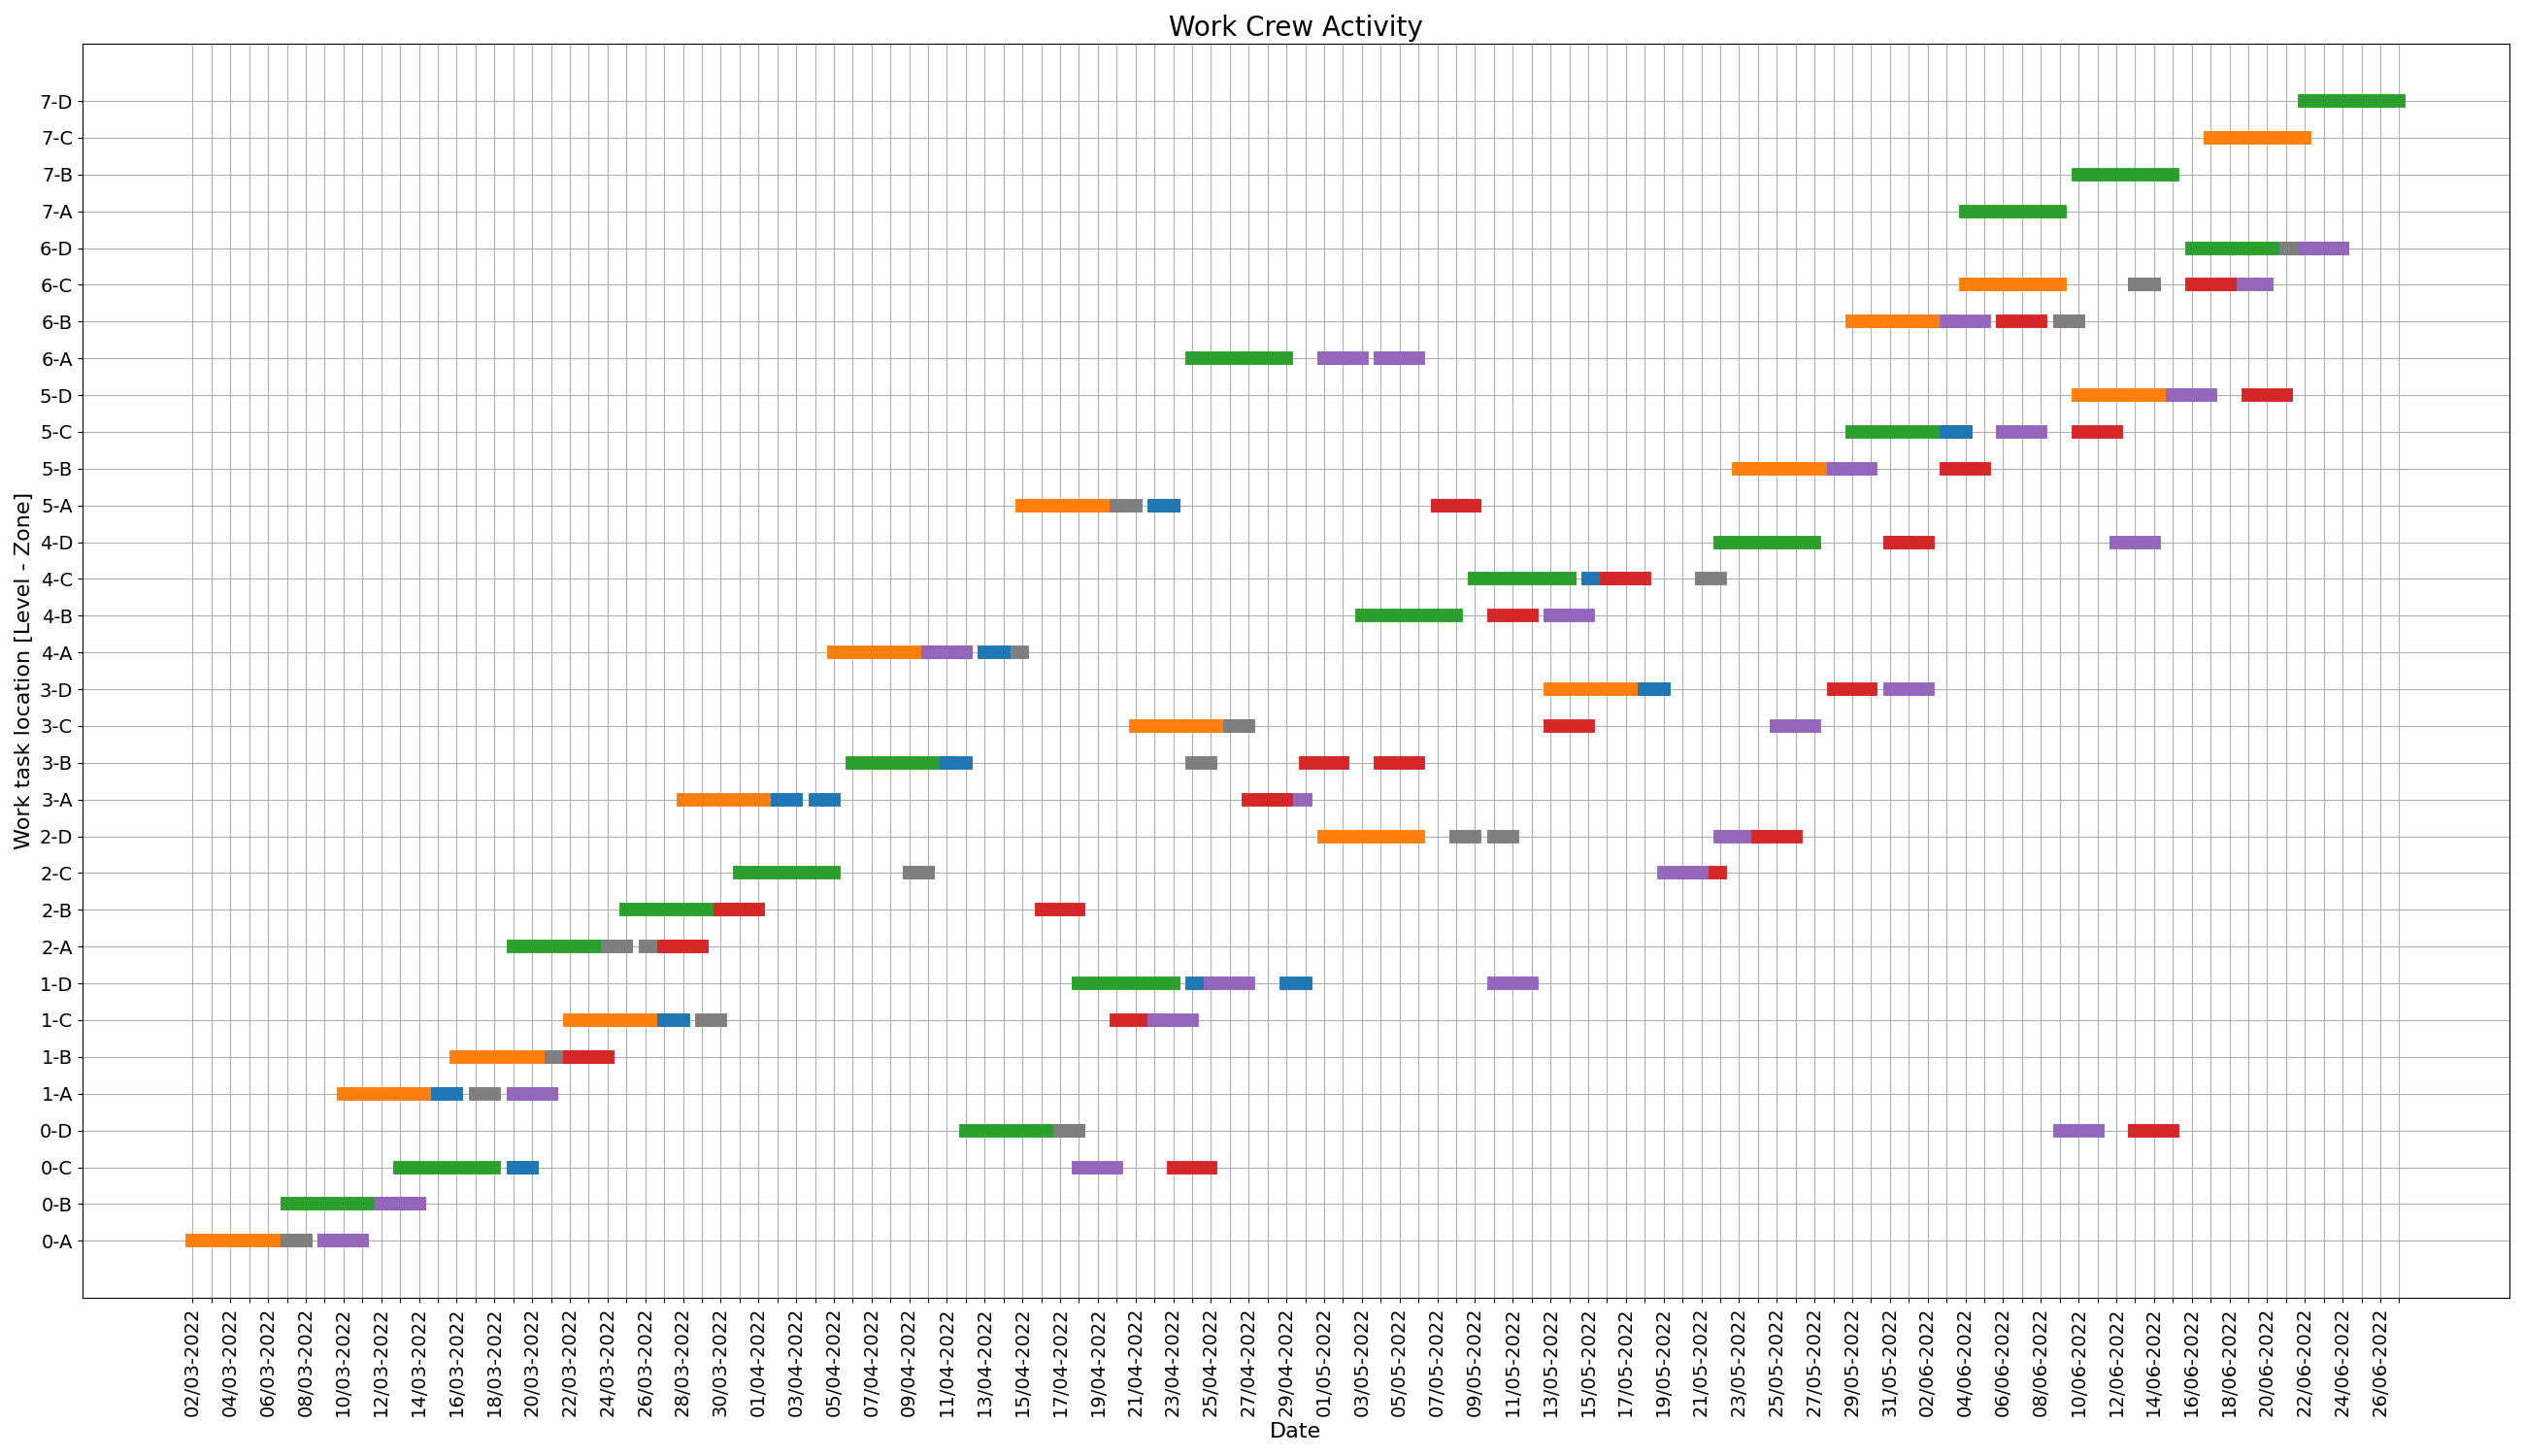 Work Crew Activity
Work task location [Level - Zone]
7-D
7-C
7-B
7-A
6-D
6-C
6-B
6-A
5-D
5-C
5-B
5-A
4-D
4-C
4-B
4-A
3-D
3-C
3-B
3-A
2-D
2-C
2-B
2-A
1-D
1-C
1-B
1-A
0-D
0-C
0-B
0-A
02/03-2022
04/03-2022
06/03-2022
08/03-2022
10/03-2022
12/03-2022
14/03-2022
16/03-2022
18/03-2022
20/03-2022
22/03-2022
24/03-2022
26/03-2022
28/03-2022
30/03-2022
01/04-2022
03/04-2022
05/04-2022
07/04-2022
09/04-2022
11/04-2022
13/04-2022
15/04-2022
17/04-2022
19/04-2022
21/04-2022
23/04-2022
25/04-2022
27/04-2022
29/04-2022
01/05-2022
03/05-2022
05/05-2022
07/05-2022
09/05-2022
11/05-2022
13/05-2022
15/05-2022
17/05-2022
19/05-2022
21/05-2022
23/05-2022
25/05-2022
27/05-2022
29/05-2022
31/05-2022
02/06-2022
04/06-2022
06/06-2022
08/06-2022
10/06-2022
12/06-2022
14/06-2022
16/06-2022
18/06-2022
20/06-2022
22/06-2022
24/06-2022
26/06-2022
Date